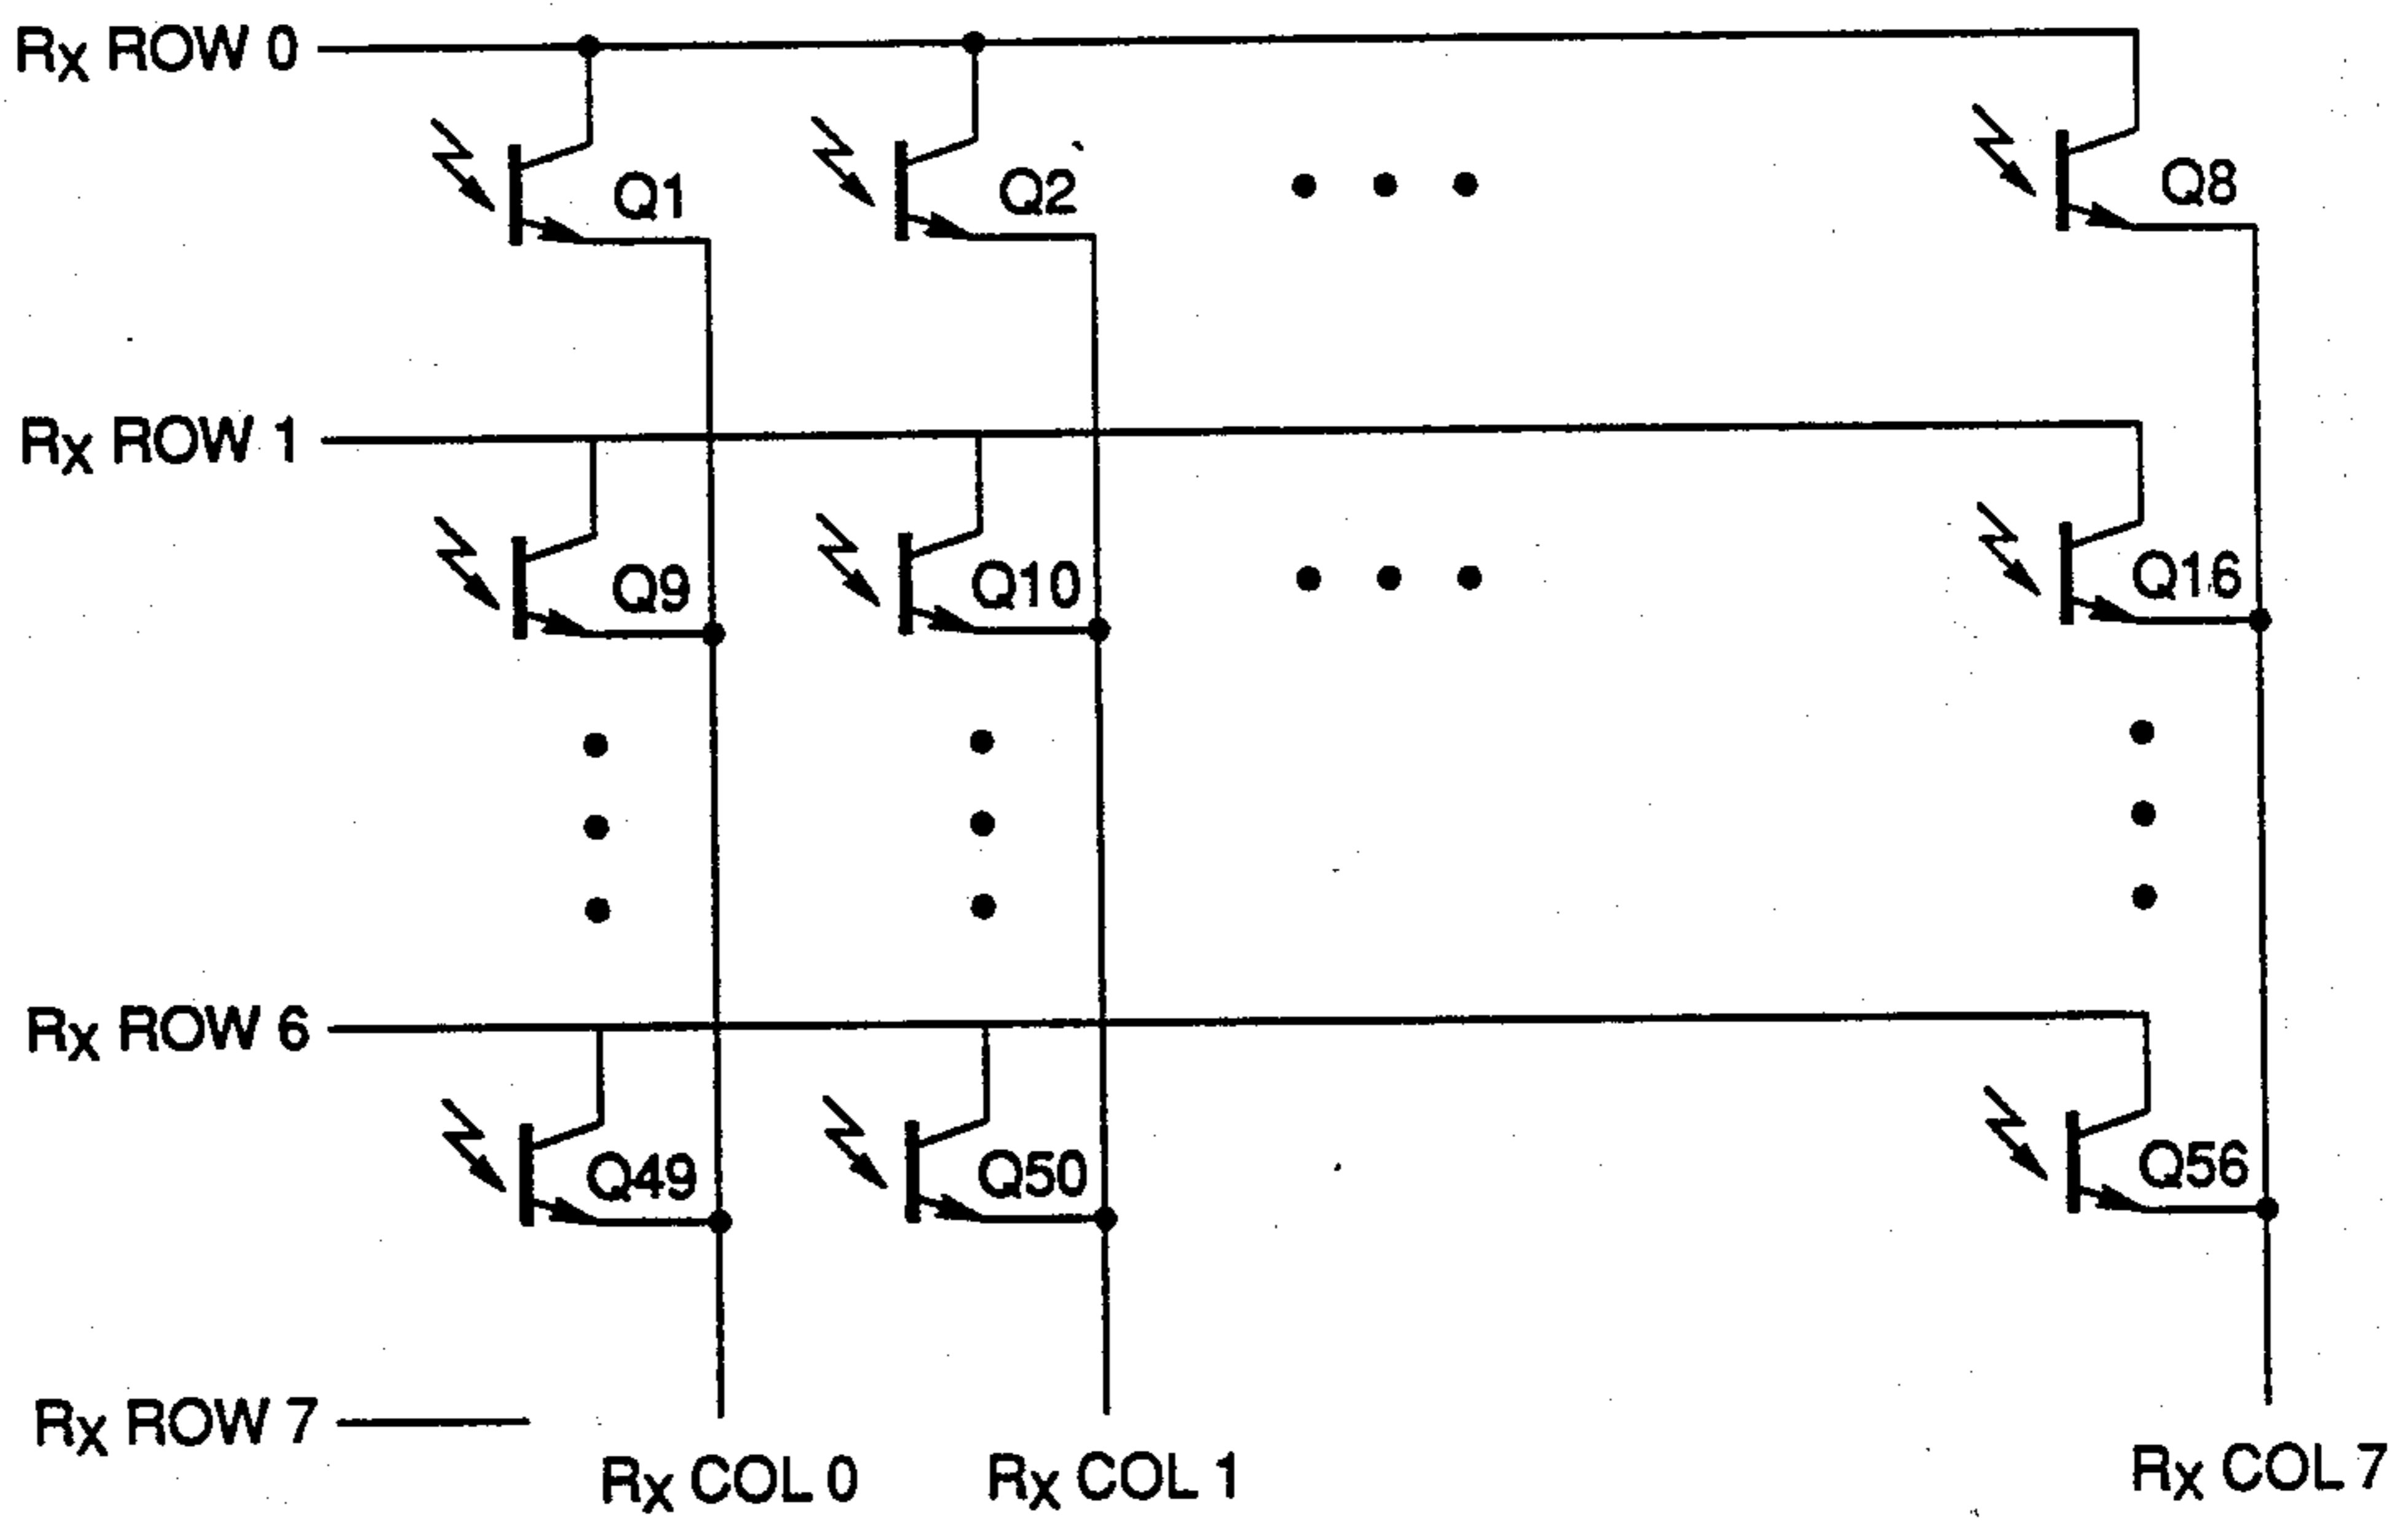 Rx ROW 0
Q1
Q2
Q8
Rx ROW 1
Q9
Q10
Q16
Rx ROW 6
Q49
Q50
Q56
Rx ROW 7
Rx COL 0
Rx COL 1
Rx COL 7